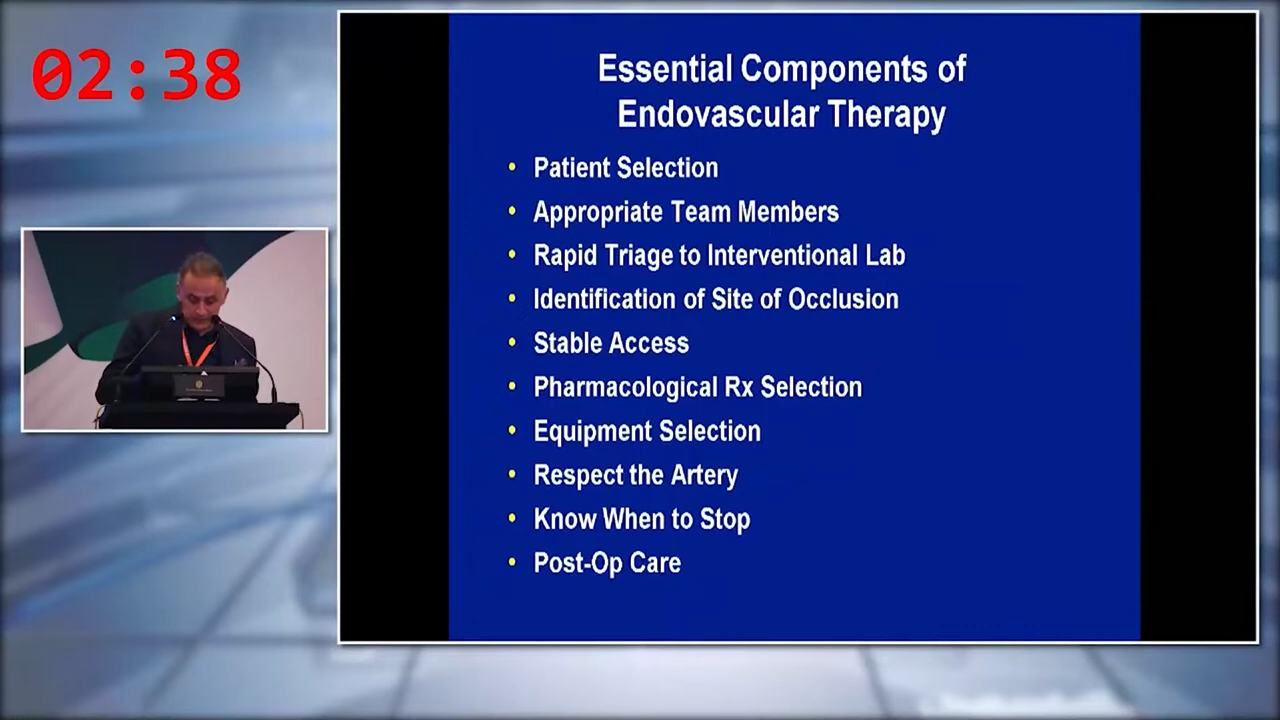 02:38
Essential Components of
Endovascular Therapy
• Patient Selection
• Appropriate Team Members
• Rapid Triage to Interventional Lab
• Identification of Site of Occlusion
• Stable Access
• Pharmacological Rx Selection
• Equipment Selection
• Respect the Artery
• Know When to Stop
• Post-Op Care